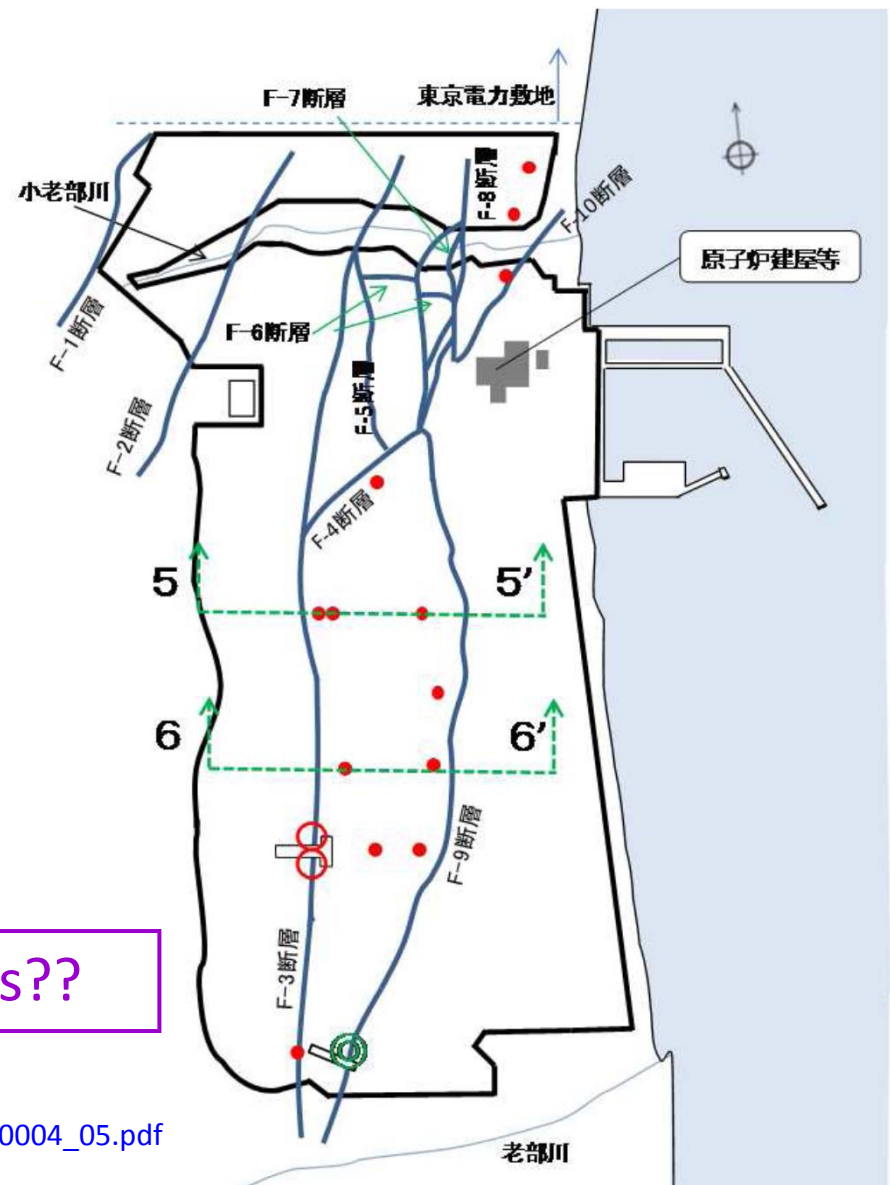 F-7断層
東京電力敷地
小老部川
F-8断層
F-10断層
原子炉建屋等
F-1断層
F-6断層
F-5断層
F-2断層
F-4断層
5
5’
6
6’
F-9断層
s??
F-3断層
0004_05.pdf
老部川